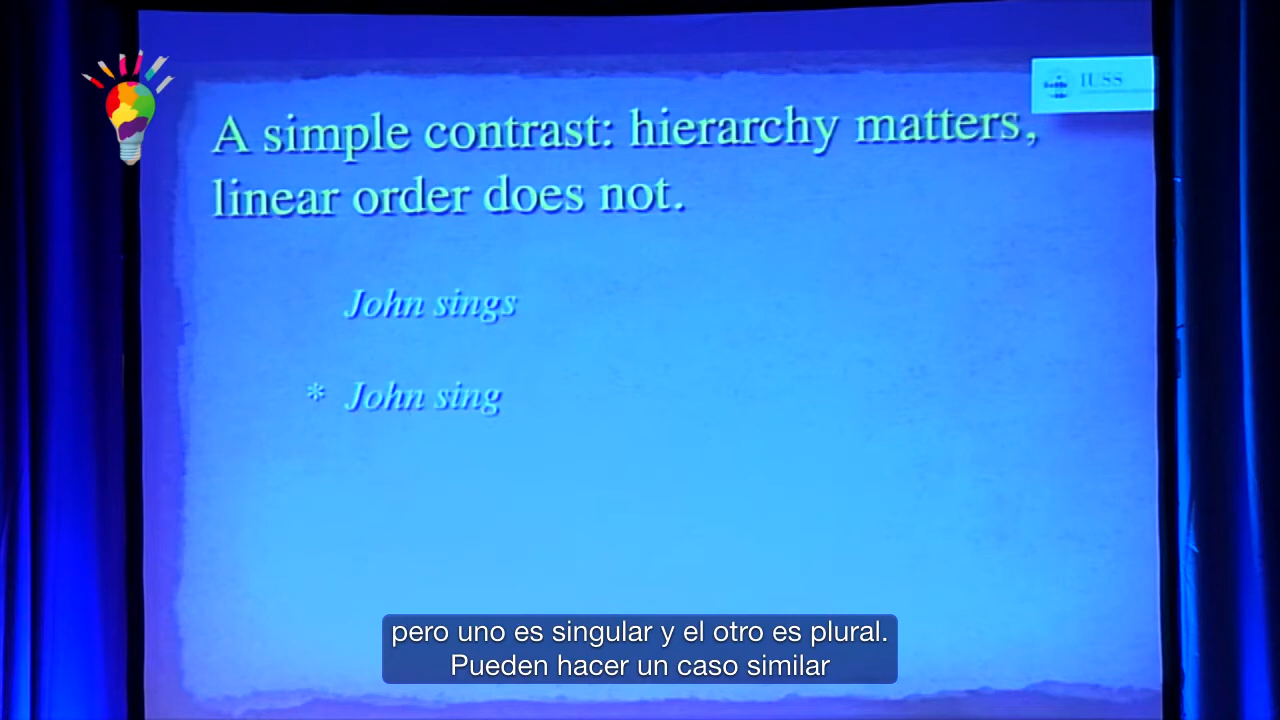 IUSS
A simple contrast: hierarchy matters,
linear order does not.
John sings
* John sing
pero uno es singular y el otro es plural.
Pueden hacer un caso similar